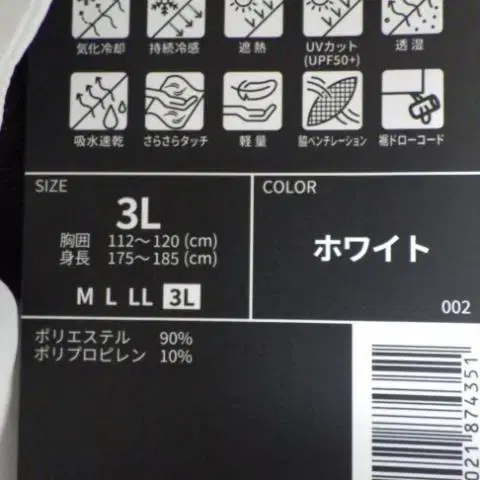 気化冷却 持続冷感 遮熱 UVカット 透湿
(UPF50+)
吸水速乾 さらさらタッチ 軽量 脇ベンチレーション 裾ドローコード
SIZE
3L
胸囲 112〜120 (cm)
身長 175〜185 (cm)
M L LL 3L
COLOR
ホワイト
002
ポリエステル 90%
ポリプロピレン 10%
021 874351